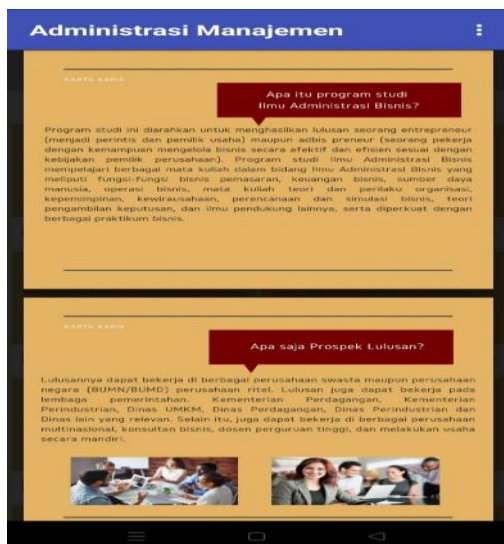 Administrasi Manajemen
KARTU KADIS
Apa itu program studi
Ilmu Administrasi Bisnis?
Program studi ini diarahkan untuk menghasilkan lulusan seorang entrepreneur
(menjadi perintis dan pemilik usaha) maupun adbis preneur (seorang pekerja
dengan kemampuan mengelola bisnis secara efektif dan efisien sesuai dengan
kebijakan pemilik perusahaan). Program studi Ilmu Administrasi Bisnis
mempelajari berbagai mata kuliah dalam bidang Ilmu Administrasi Bisnis yang
meliputi fungsi-fungsi bisnis pemasaran, keuangan bisnis, sumber daya
manusia, operasi bisnis, mata kuliah teori dan perilaku organisasi,
kepemimpinan, kewirausahaan, perencanaan dan simulasi bisnis, teori
pengambilan keputusan, dan ilmu pendukung lainnya, serta diperkuat dengan
berbagai praktikum bisnis.
KARTU KADIS
Apa saja Prospek Lulusan?
Lulusannya dapat bekerja di berbagai perusahaan swasta maupun perusahaan
negara (BUMN/BUMD) perusahaan ritel. Lulusan juga dapat bekerja pada
lembaga pemerintahan. Kementerian Perdagangan, Kementerian
Perindustrian, Dinas UMKM, Dinas Perdagangan, Dinas Perindustrian dan
Dinas lain yang relevan. Selain itu, juga dapat bekerja di berbagai perusahaan
multinasional, konsultan bisnis, dosen perguruan tinggi, dan melakukan usaha
secara mandiri.